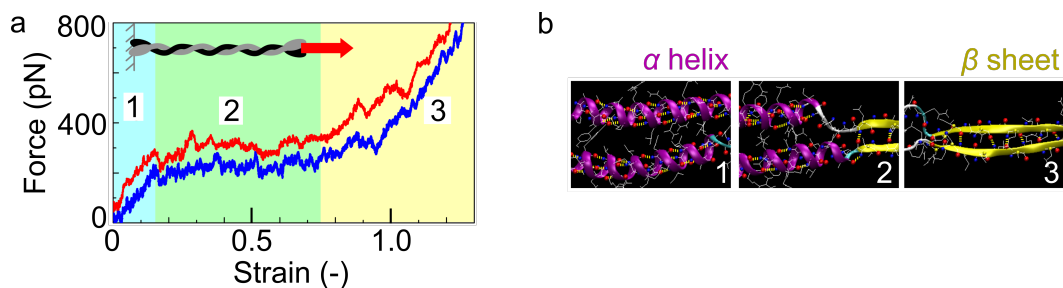 a
800
400
0
Force (pN)
1
2
3
0
0.5
1.0
Strain (-)
b
α helix
β sheet
1
2
3